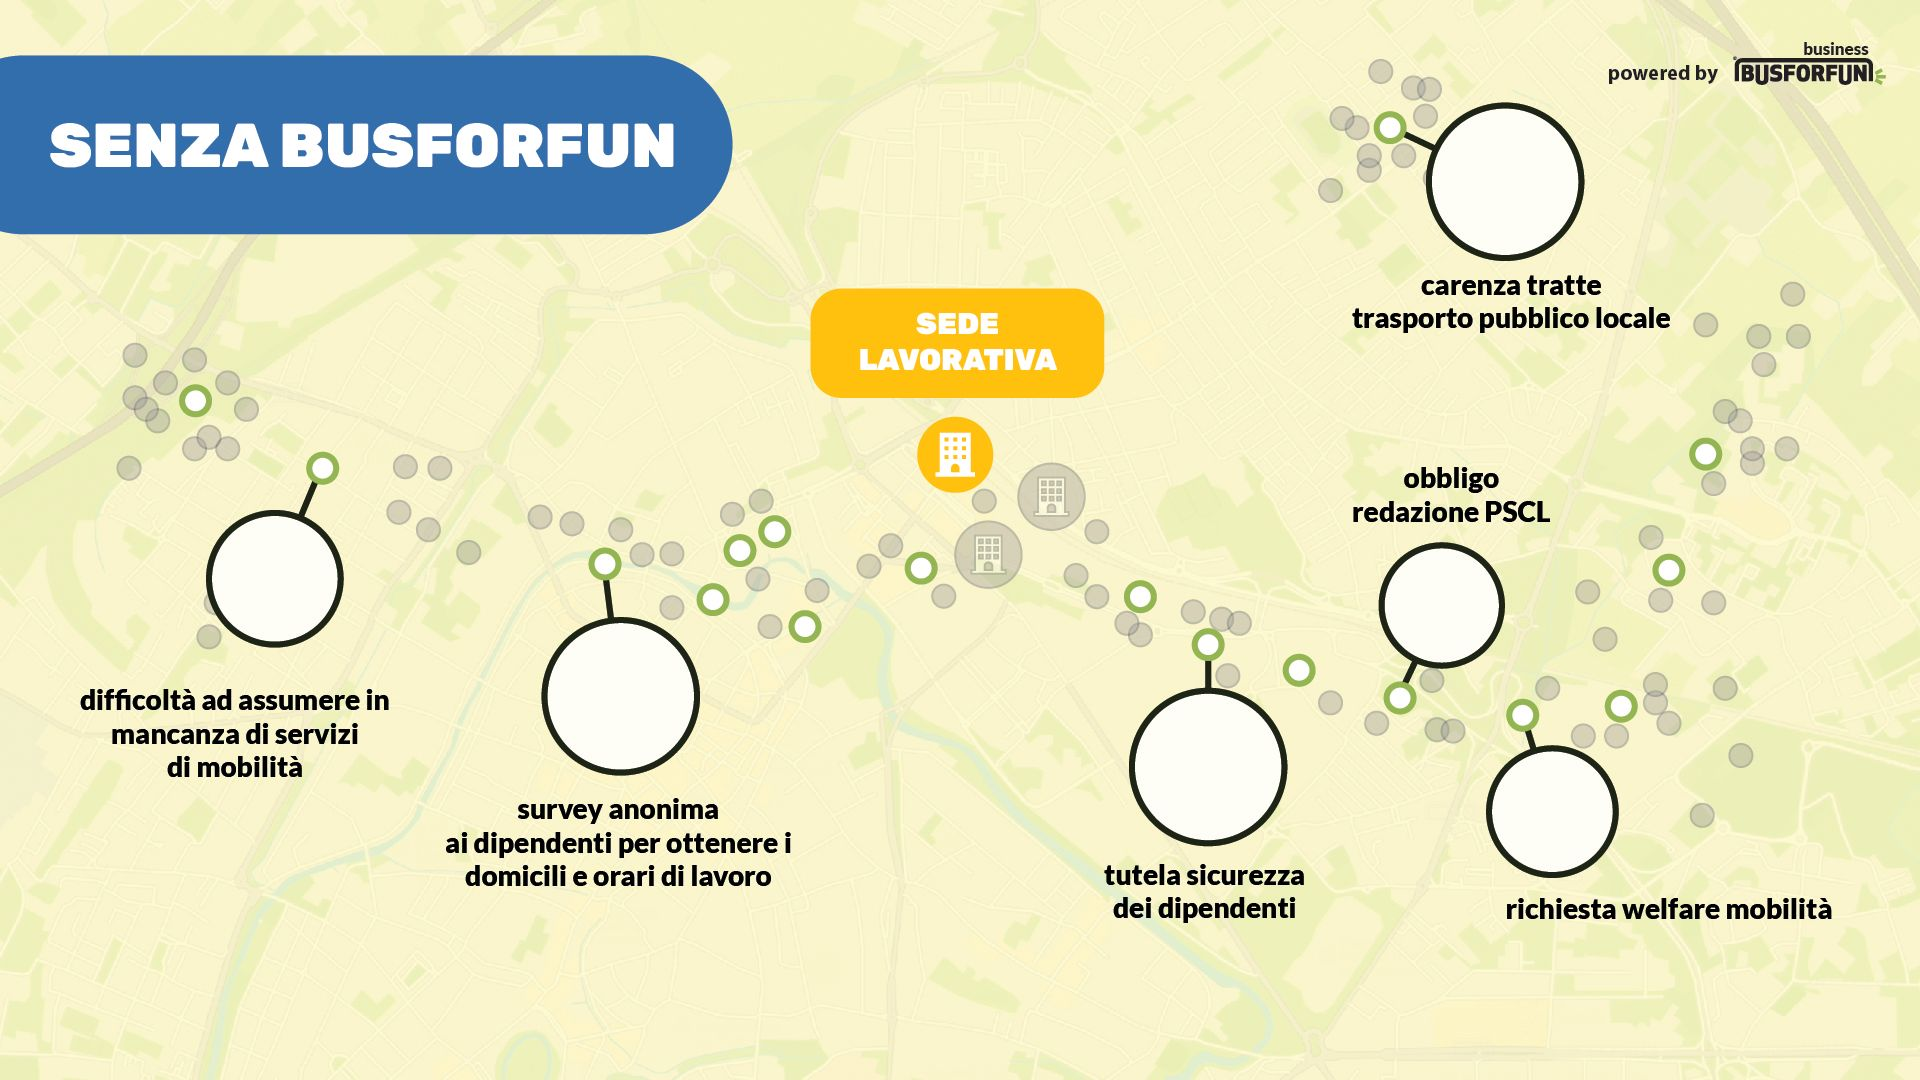 SENZA BUSFORFUN
business
powered by BUSFORFUN
carenza tratte
trasporto pubblico locale
SEDE
LAVORATIVA
obbligo
redazione PSCL
difficoltà ad assumere in
mancanza di servizi
di mobilità
survey anonima
ai dipendenti per ottenere i
domicili e orari di lavoro
tutela sicurezza
dei dipendenti
richiesta welfare mobilità